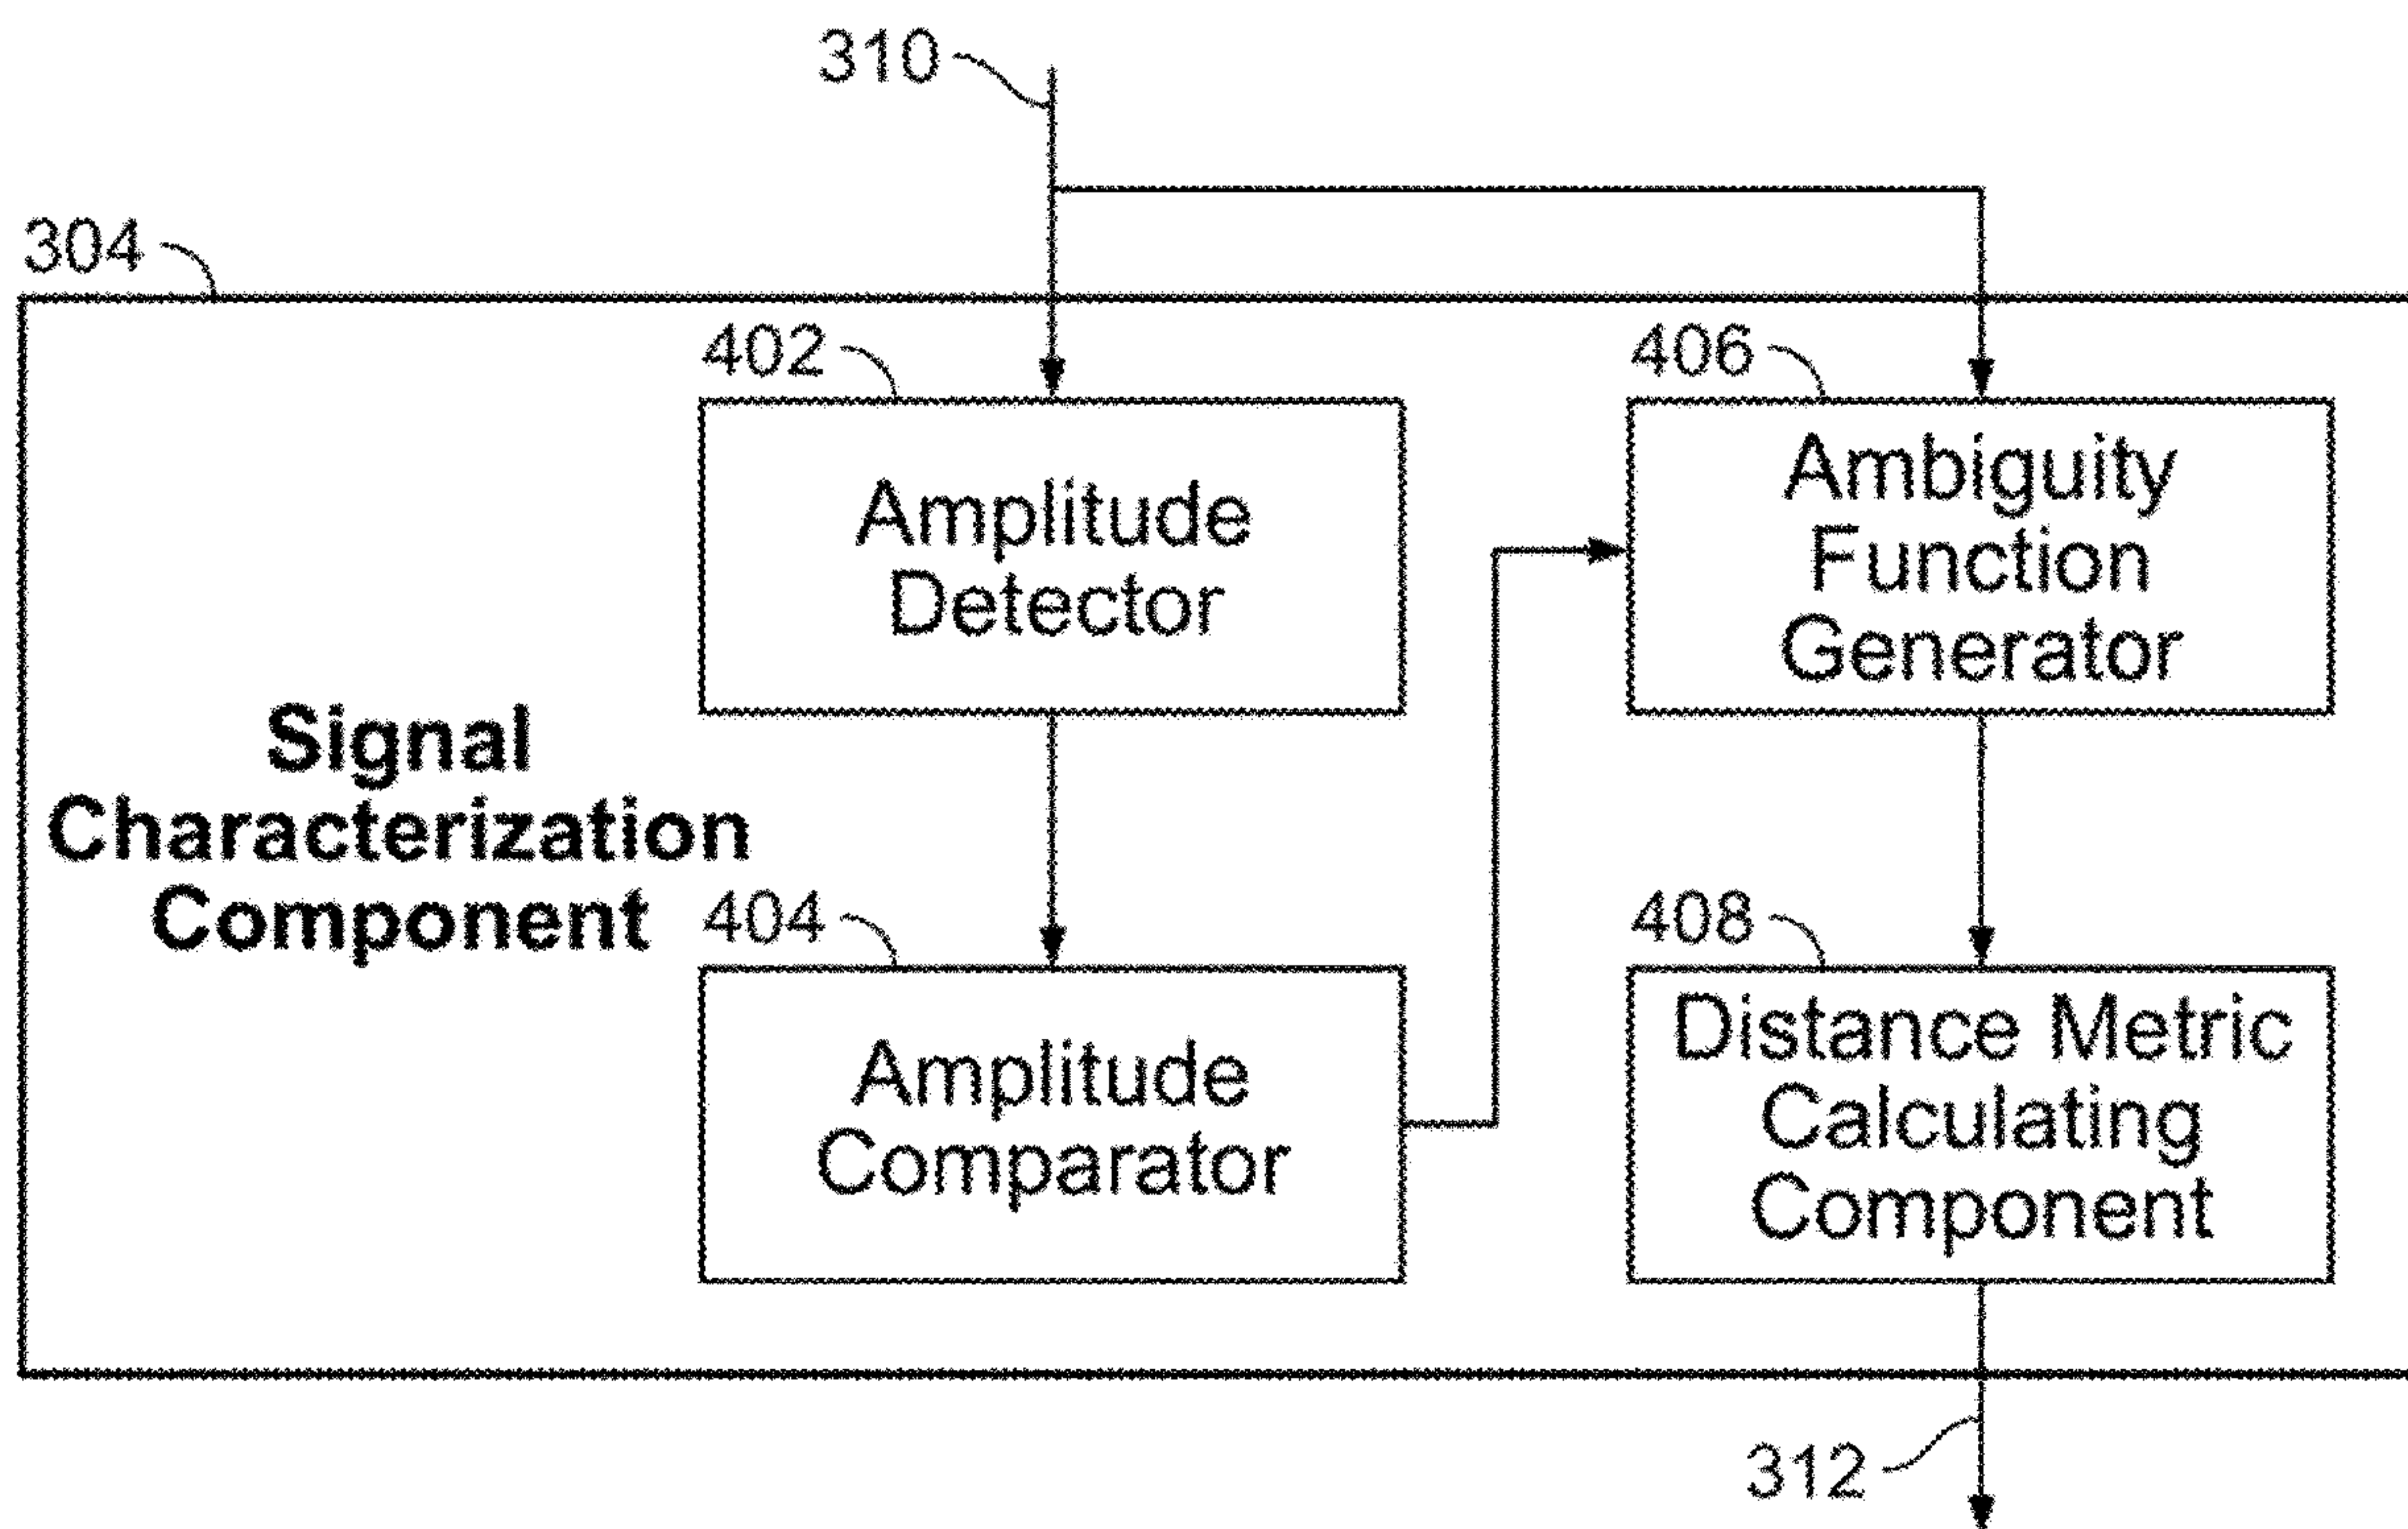 310
304
402
Amplitude
Detector
406
Ambiguity
Function
Generator
Signal
Characterization
Component
404
Amplitude
Comparator
408
Distance Metric
Calculating
Component
312